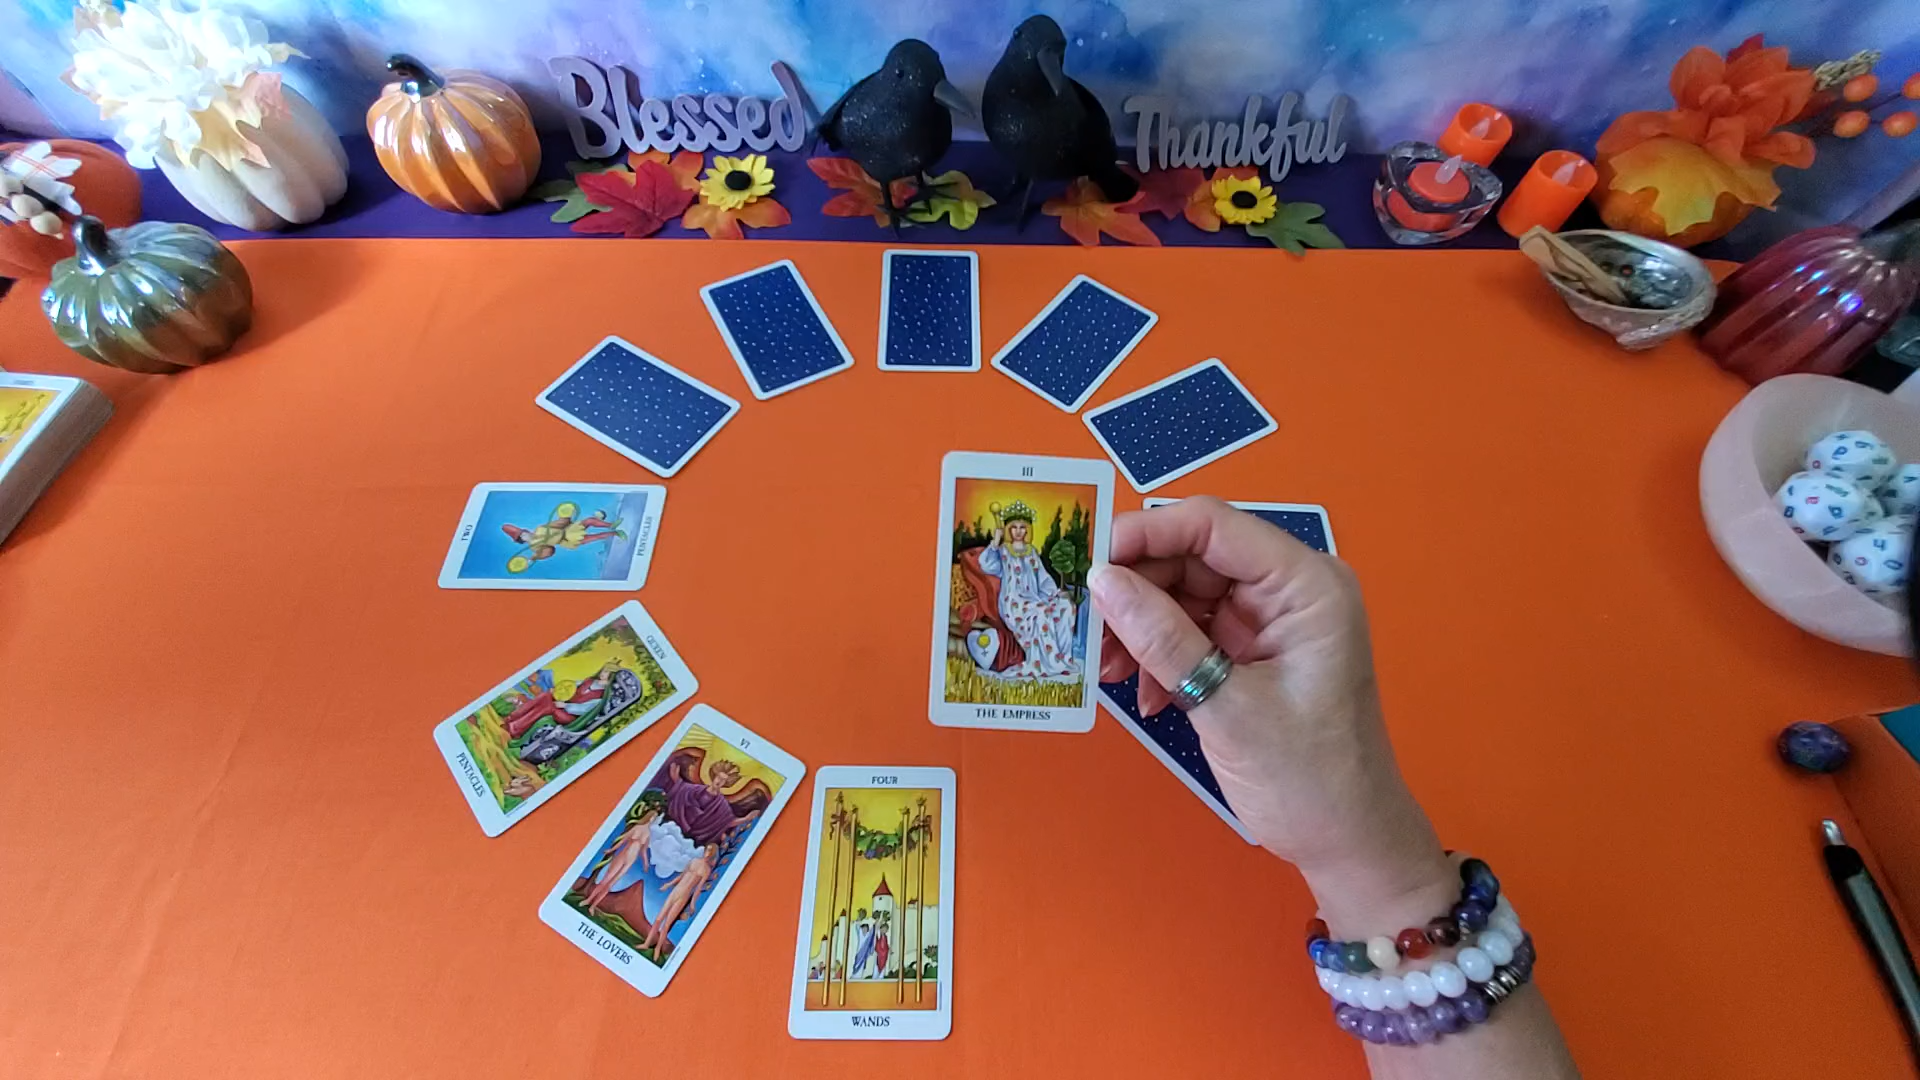 Blessed
Thankful
III
THE EMPRESS
TWO
PENTACLES
QUEEN
PENTACLES
VI
THE LOVERS
FOUR
WANDS